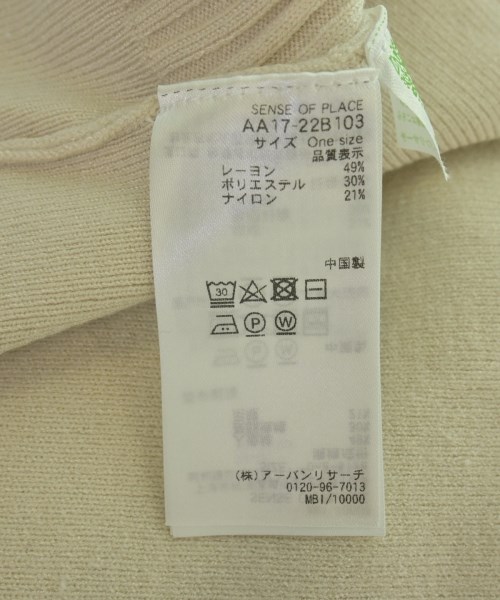 SENSE OF PLACE
AA17-22B103
サイズ One size
品質表示
レーヨン 49%
ポリエステル 30%
ナイロン 21%
中国製
30
P W
(株)アーバンリサーチ
0120-96-7013
MBI/10000